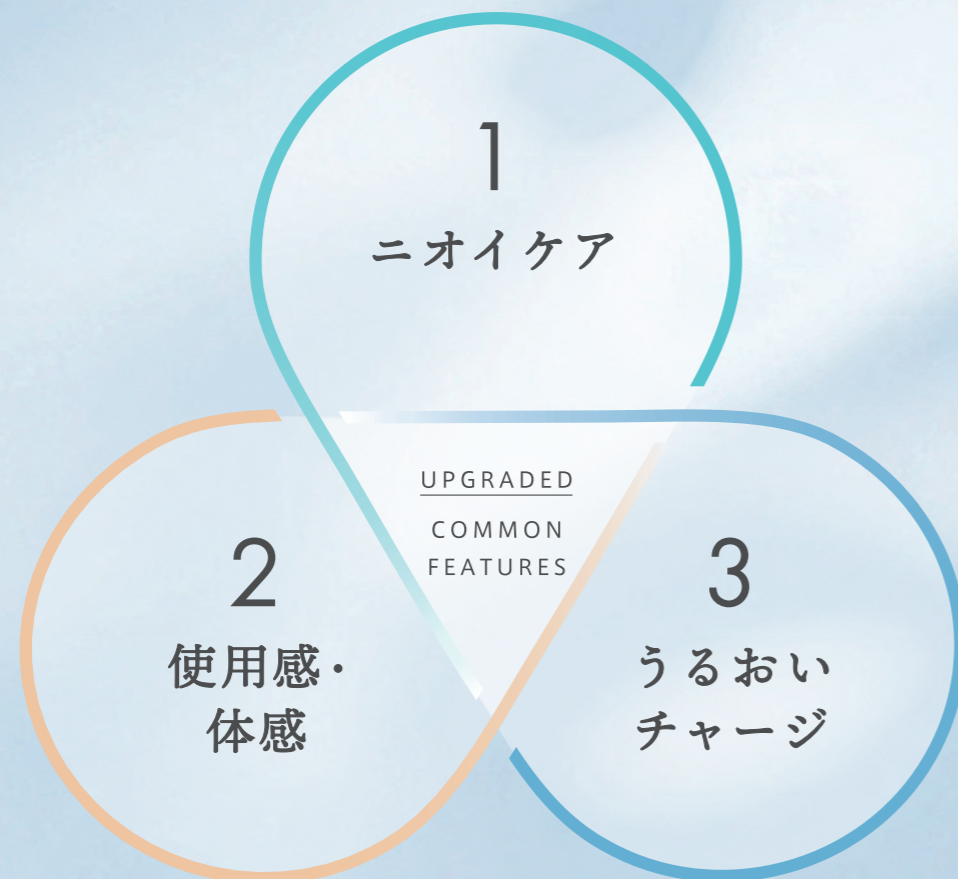 1
ニオイケア
UPGRADED
COMMON
FEATURES
2
使用感・
体感
3
うるおい
チャージ